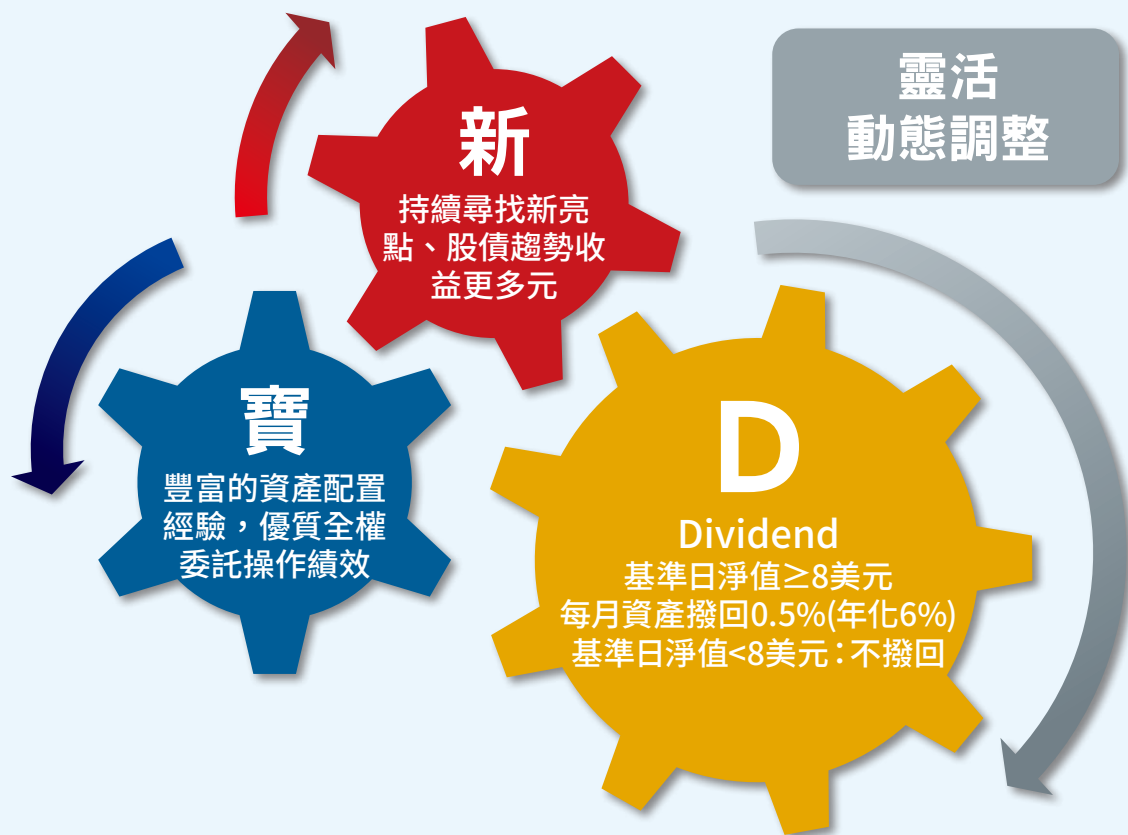 靈活
動態調整
新
持續尋找新亮
點、股債趨勢收
益更多元
寶
豐富的資產配置
經驗，優質全權
委託操作績效
D
Dividend
基準日淨值≥8美元
每月資產撥回0.5%(年化6%)
基準日淨值<8美元：不撥回